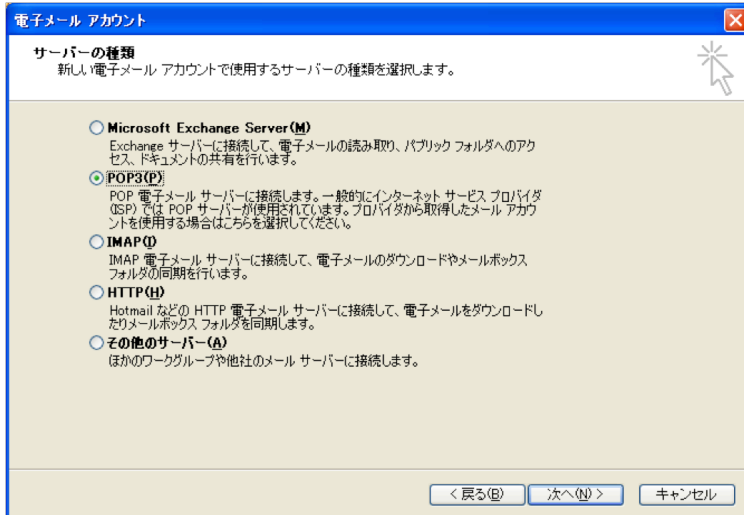 電子メール アカウント
サーバーの種類
新しい電子メール アカウントで使用するサーバーの種類を選択します。
Microsoft Exchange Server(M)
Exchange サーバーに接続して、電子メールの読み取り、パブリック フォルダへのアク
セス、ドキュメントの共有を行います。
POP3(P)
POP 電子メール サーバーに接続します。一般的にインターネット サービス プロバイダ
(ISP) では POP サーバーが使用されています。プロバイダから取得したメール アカウ
ントを使用する場合はこちらを選択してください。
IMAP(I)
IMAP 電子メール サーバーに接続して、電子メールのダウンロードやメールボックス
フォルダの同期を行います。
HTTP(H)
Hotmail などの HTTP 電子メール サーバーに接続して、電子メールをダウンロードし
たりメールボックス フォルダを同期します。
その他のサーバー(A)
ほかのワークグループや他社のメール サーバーに接続します。
< 戻る(B) 次へ(N) > キャンセル